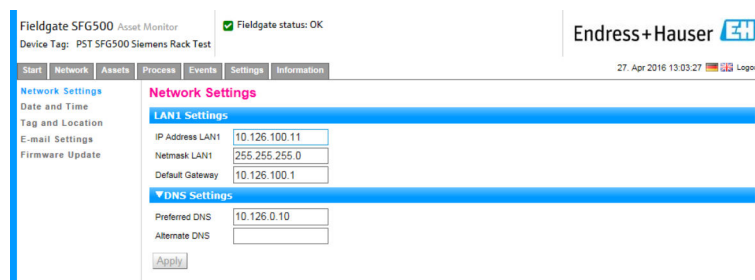 Fieldgate SFG500 Asset Monitor
Fieldgate status: OK
Device Tag: PST SFG500 Siemens Rack Test
Endress+Hauser EH
Start Network Assets Process Events Settings Information
27. Apr 2016 13:03:27 Logo
Network Settings
Date and Time
Tag and Location
E-mail Settings
Firmware Update
Network Settings
LAN1 Settings
IP Address LAN1 10.126.100.11
Netmask LAN1 255.255.255.0
Default Gateway 10.126.100.1
▼DNS Settings
Preferred DNS 10.126.0.10
Alternate DNS
Apply